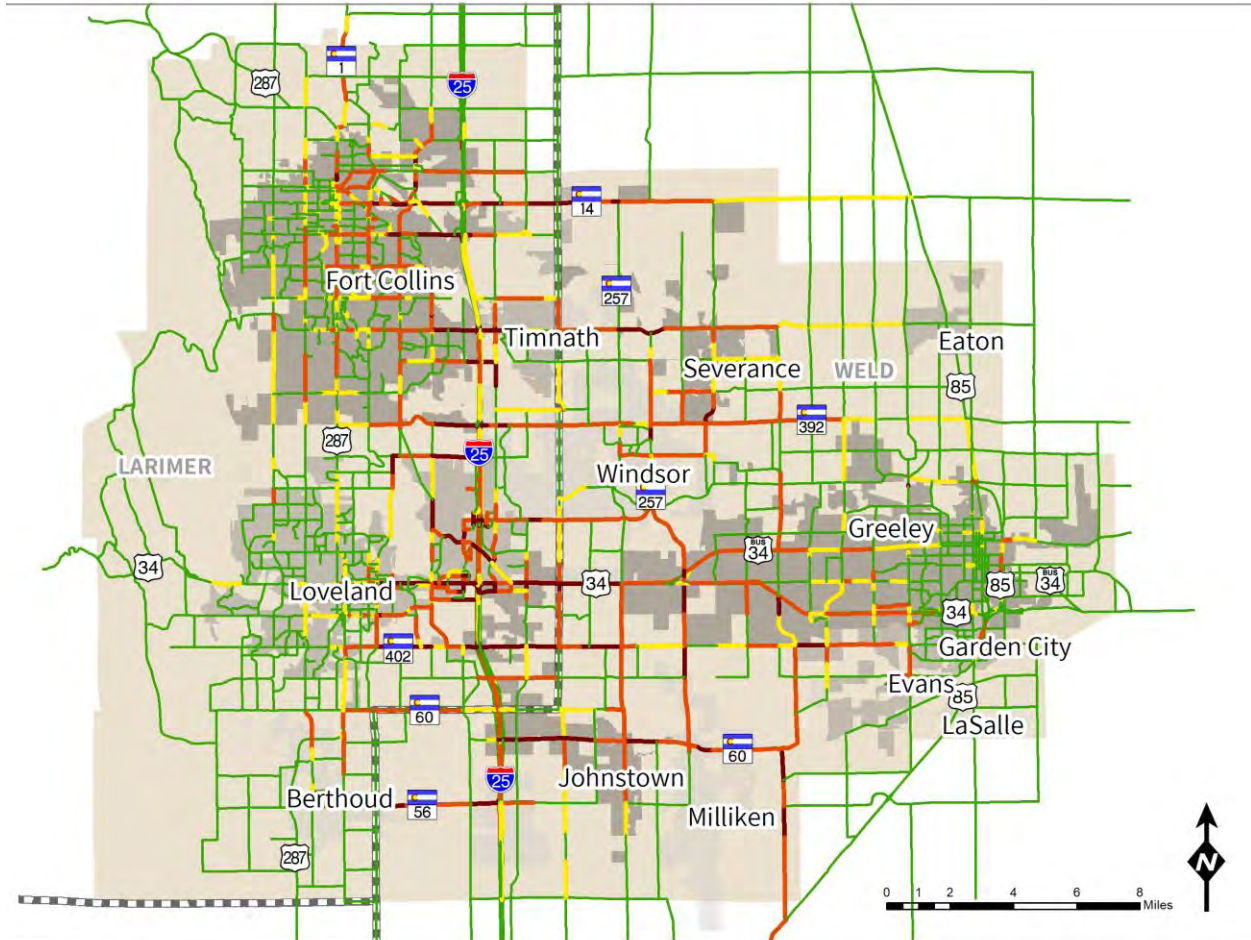 1
287
25
14
Fort Collins
257
Timnath
Eaton
Severance
WELD
85
392
287
25
LARIMER
Windsor
257
Greeley
BUS
34
34
Loveland
34
85
BUS
34
34
402
Garden City
Evans
85
60
LaSalle
60
25
Johnstown
Berthoud
56
Milliken
287
N
0 1 2 4 6 8
Miles